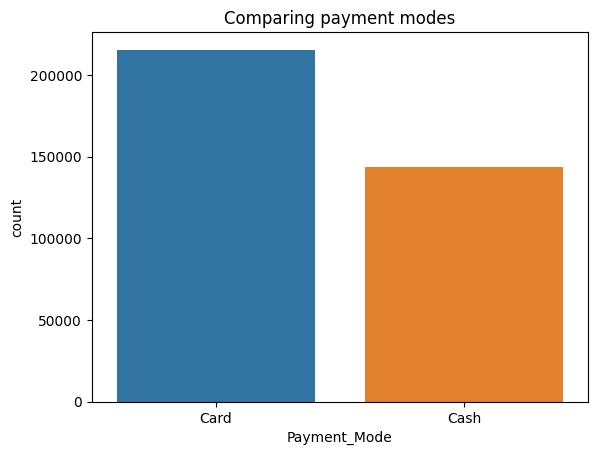 Comparing payment modes
200000
150000
100000
50000
0
count
Card
Cash
Payment_Mode